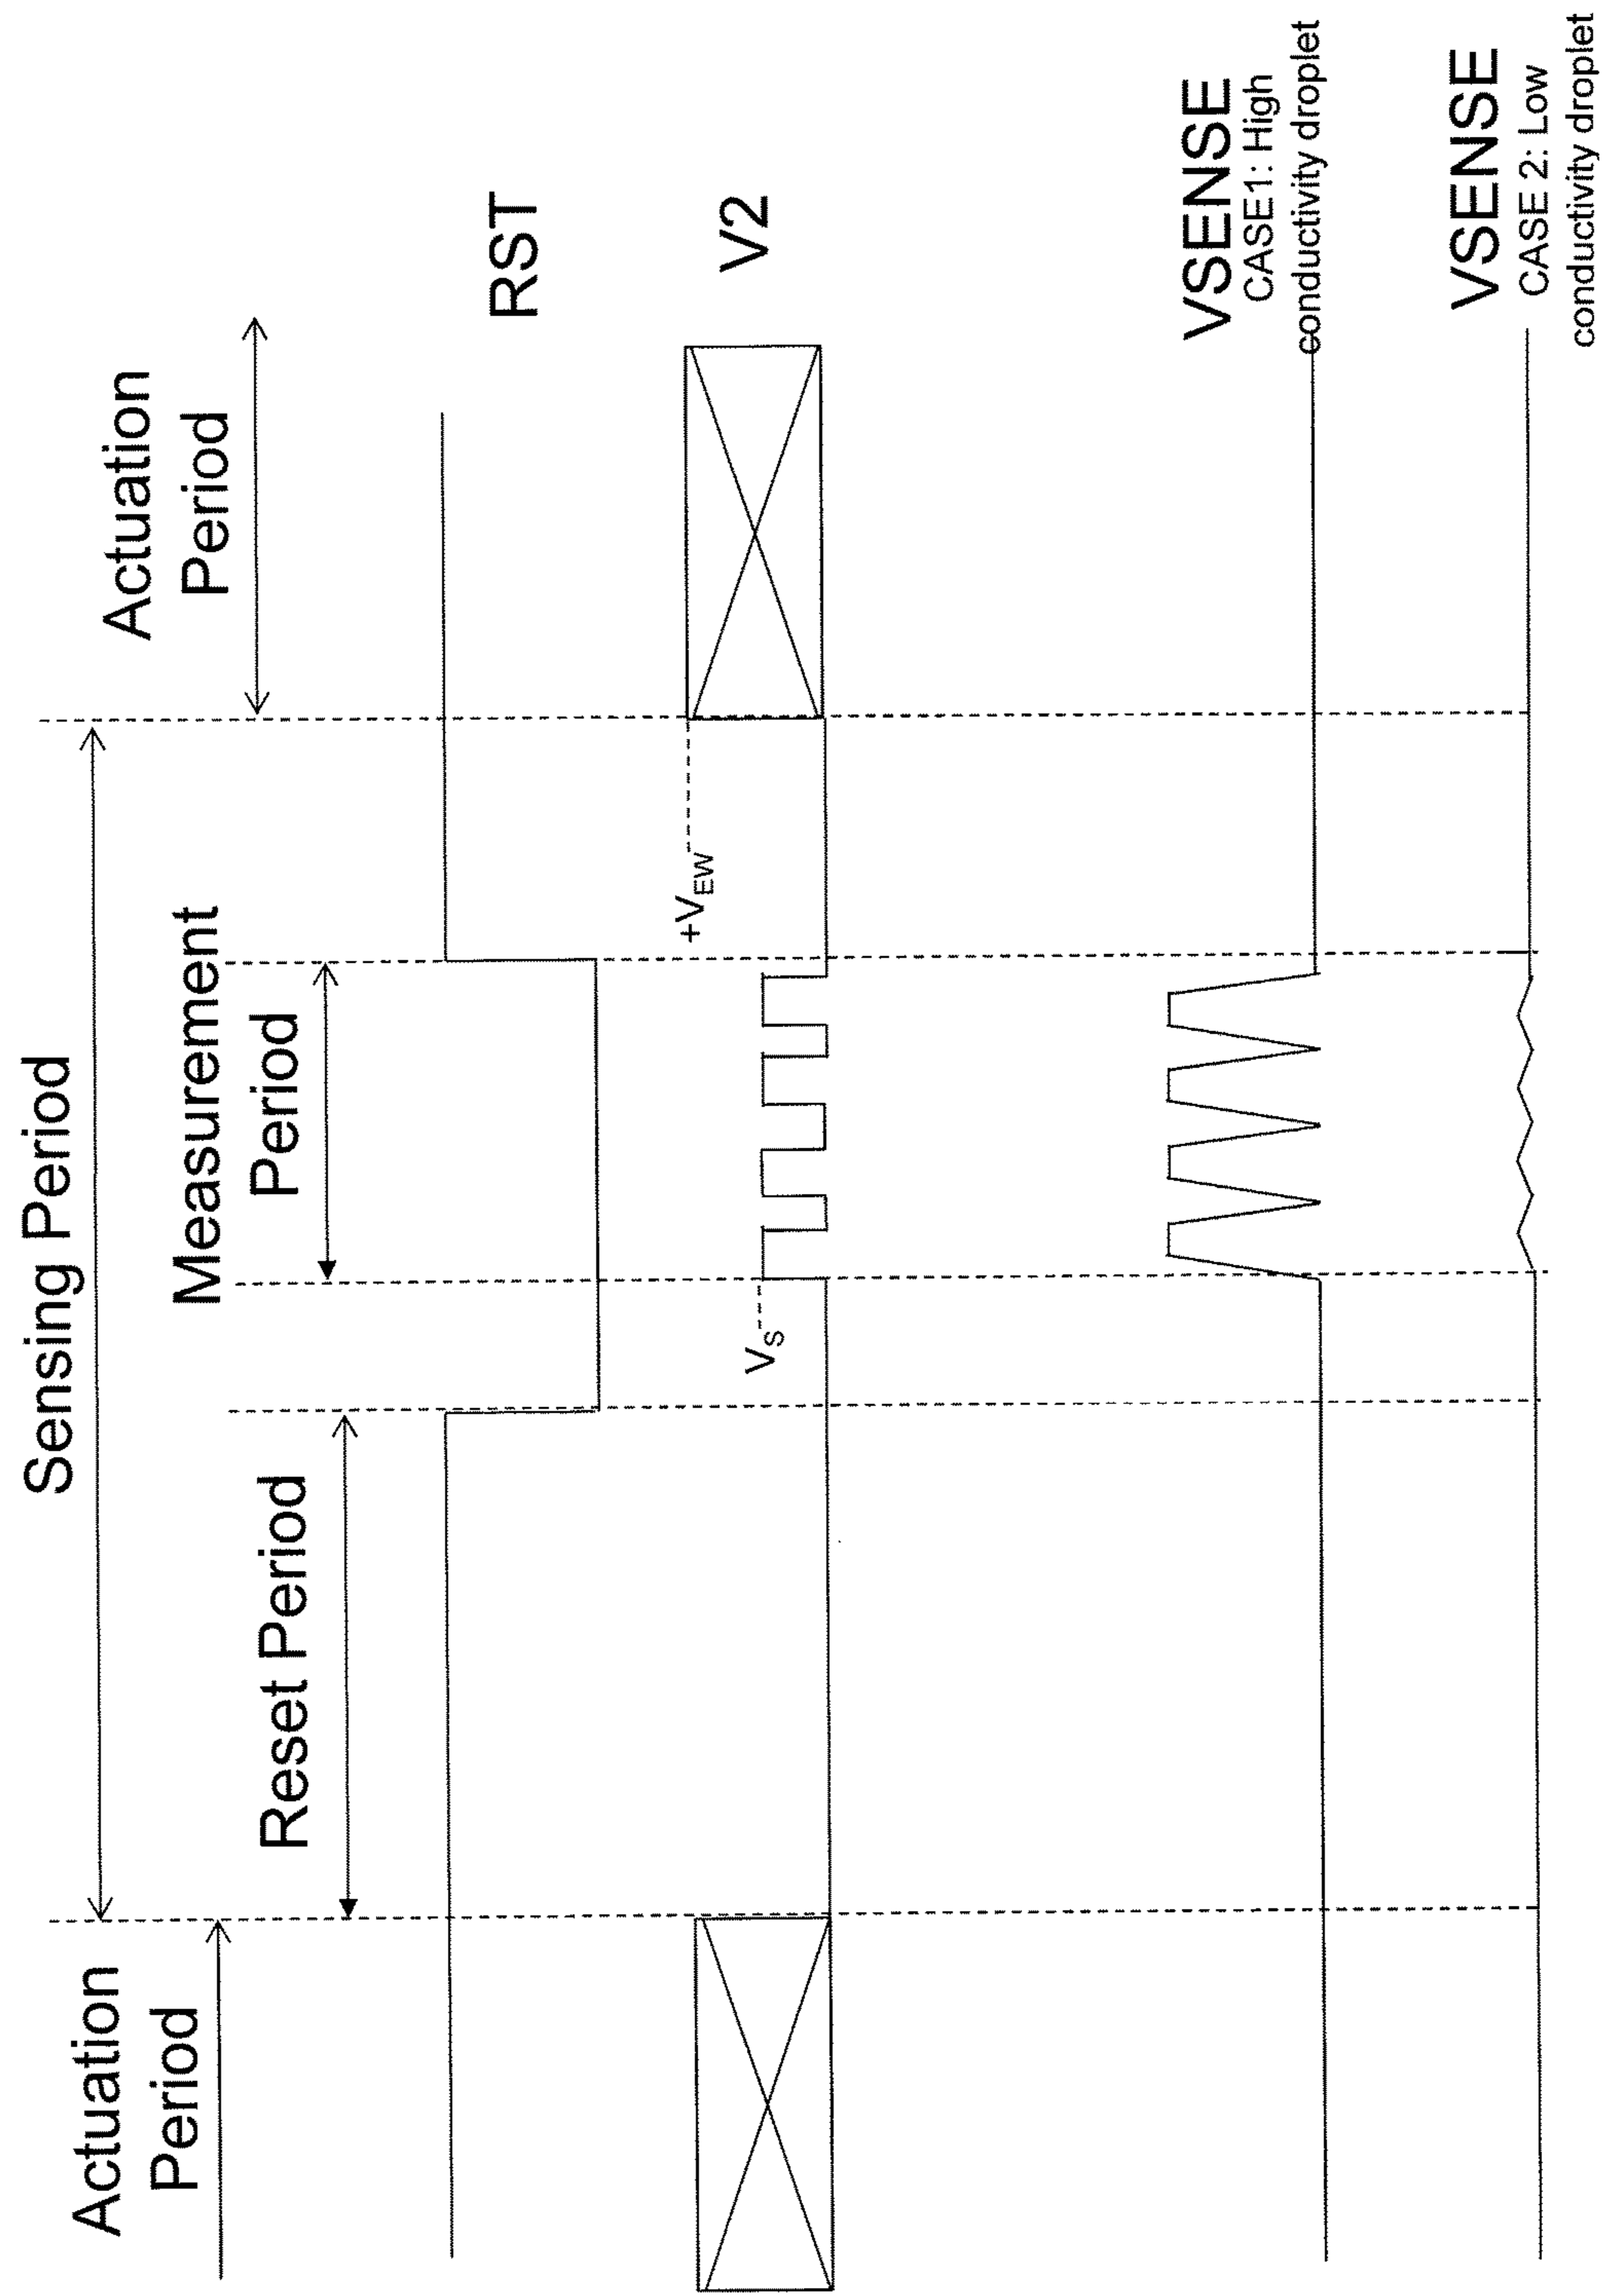 Sensing Period
Actuation
Period
Reset Period
Measurement
Period
Actuation
Period
RST
+VEW
VS
V2
VSENSE
CASE1: High
conductivity droplet
VSENSE
CASE 2: Low
conductivity droplet